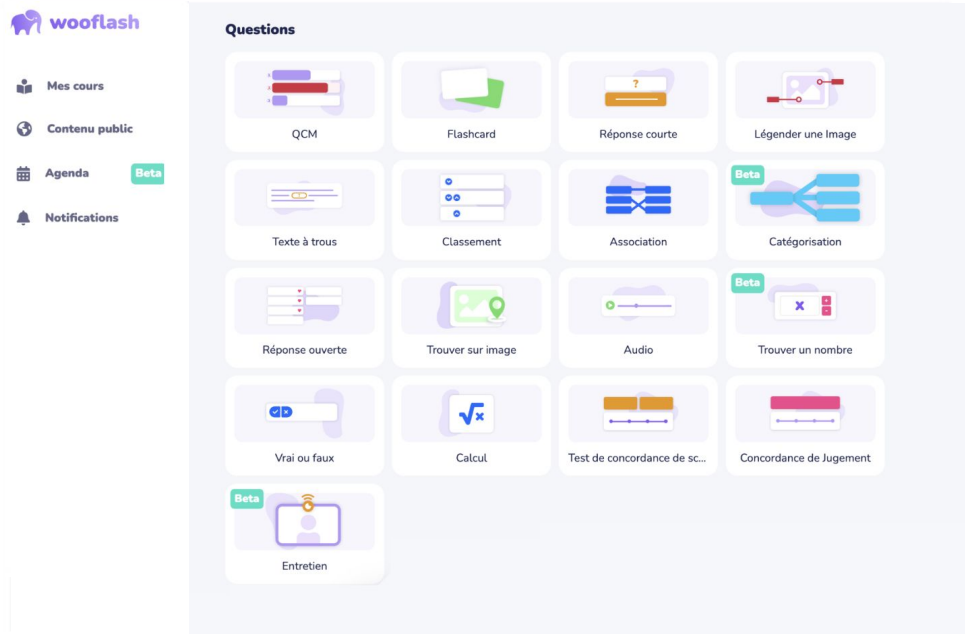 wooflash
Mes cours
Contenu public
Agenda Beta
Notifications
Questions
QCM
Flashcard
?
Réponse courte
Légender une Image
Texte à trous
Classement
Association
Beta
Catégorisation
Réponse ouverte
Trouver sur image
Audio
Beta
Trouver un nombre
Vrai ou faux
√x
Calcul
Test de concordance de sc...
Concordance de Jugement
Beta
Entretien